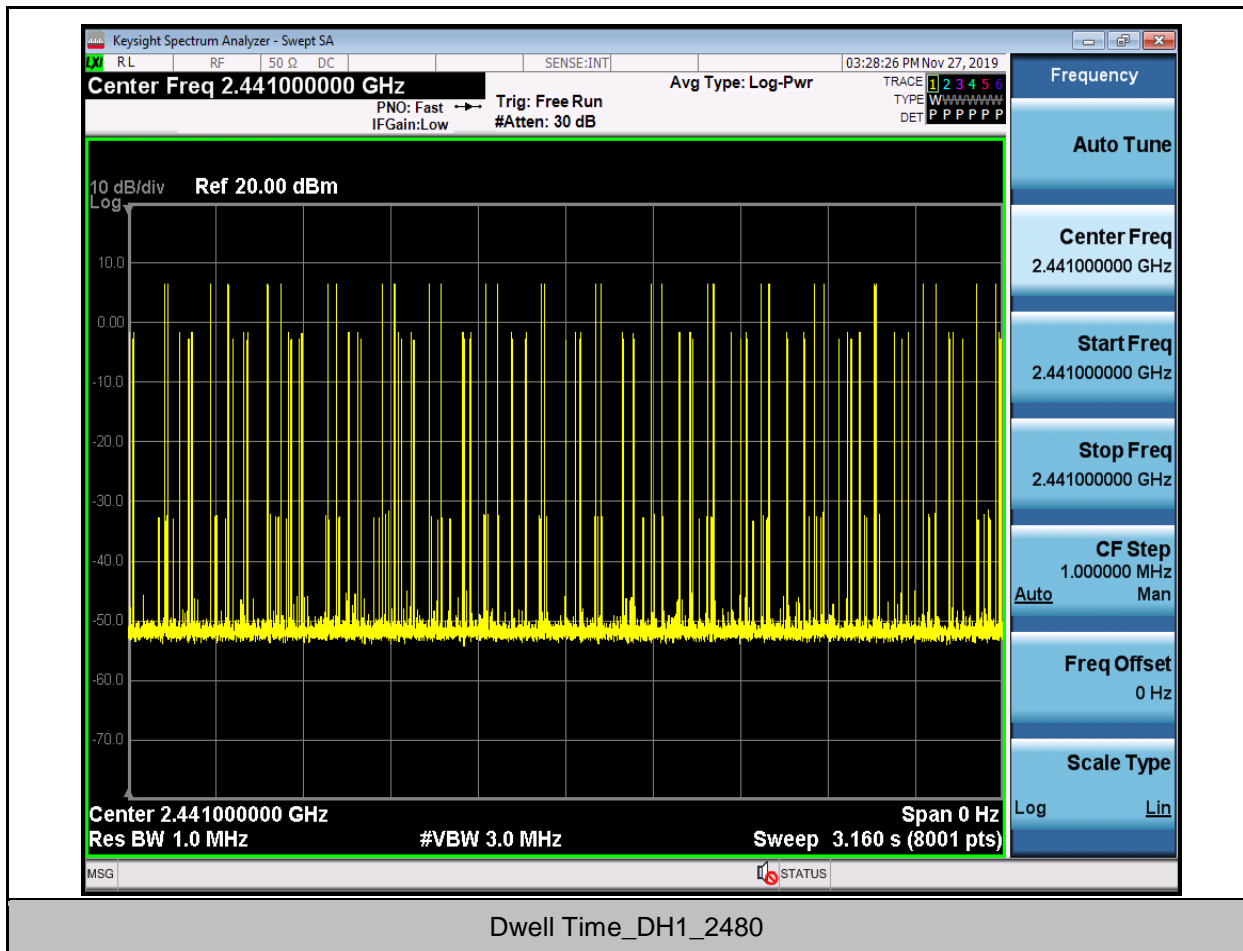 Keysight Spectrum Analyzer - Swept SA
LXI RL RF 50 Ω DC SENSE:INT 03:28:26 PM Nov 27, 2019
Center Freq 2.441000000 GHz
PNO: Fast
IFGain:Low
Trig: Free Run
#Atten: 30 dB
Avg Type: Log-Pwr
TRACE 1 2 3 4 5 6
TYPE WWWWWW
DET P P P P P P
10 dB/div Ref 20.00 dBm
Log
10.0
0.00
-10.0
-20.0
-30.0
-40.0
-50.0
-60.0
-70.0
Center 2.441000000 GHz Span 0 Hz
Res BW 1.0 MHz #VBW 3.0 MHz Sweep 3.160 s (8001 pts)
MSG STATUS
Frequency
Auto Tune
Center Freq
2.441000000 GHz
Start Freq
2.441000000 GHz
Stop Freq
2.441000000 GHz
CF Step
1.000000 MHz
Auto Man
Freq Offset
0 Hz
Scale Type
Log Lin
Dwell Time_DH1_2480